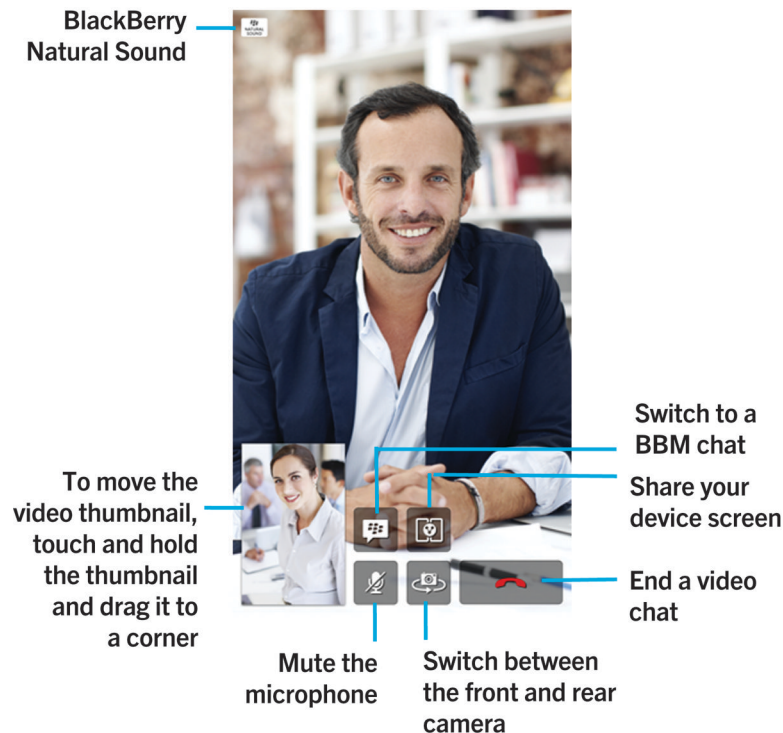 BlackBerry
Natural Sound
NATURAL
SOUND
Switch to a
BBM chat
To move the
video thumbnail,
touch and hold
the thumbnail
and drag it to
a corner
Share your
device screen
End a video
chat
Mute the
microphone
Switch between
the front and rear
camera